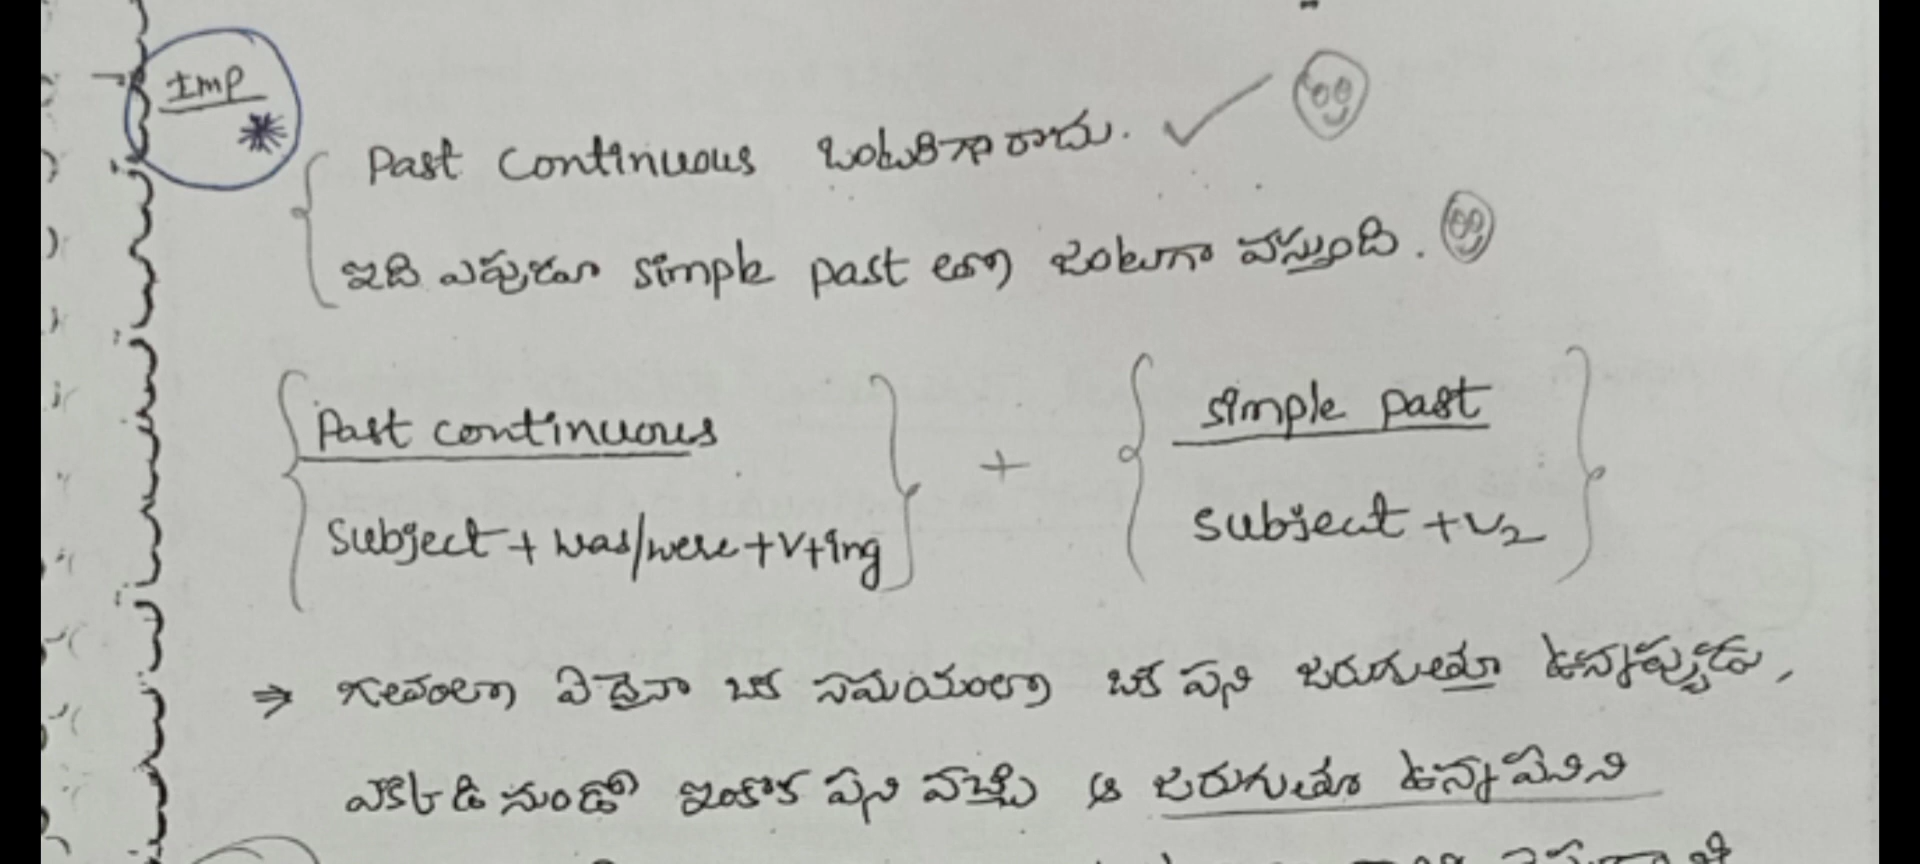 Imp
Past Continuous ఒంటరిగా రాదు.
ఇది ఎప్పుడూ simple past తో జంటగా వస్తుంది.
Past continuous + simple past
Subject + was/were + V+ing subject + V2
⇒ గతంలో ఏదైనా ఒక సమయంలో ఒక పని జరుగుతూ ఉన్నప్పుడు,
ఎక్కడి నుండో ఇంకొక పని వచ్చి ఆ జరుగుతూ ఉన్న పనిని